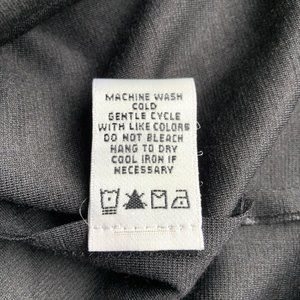 MACHINE WASH
COLD
GENTLE CYCLE
WITH LIKE COLORS
DO NOT BLEACH
HANG TO DRY
COOL IRON IF
NECESSARY